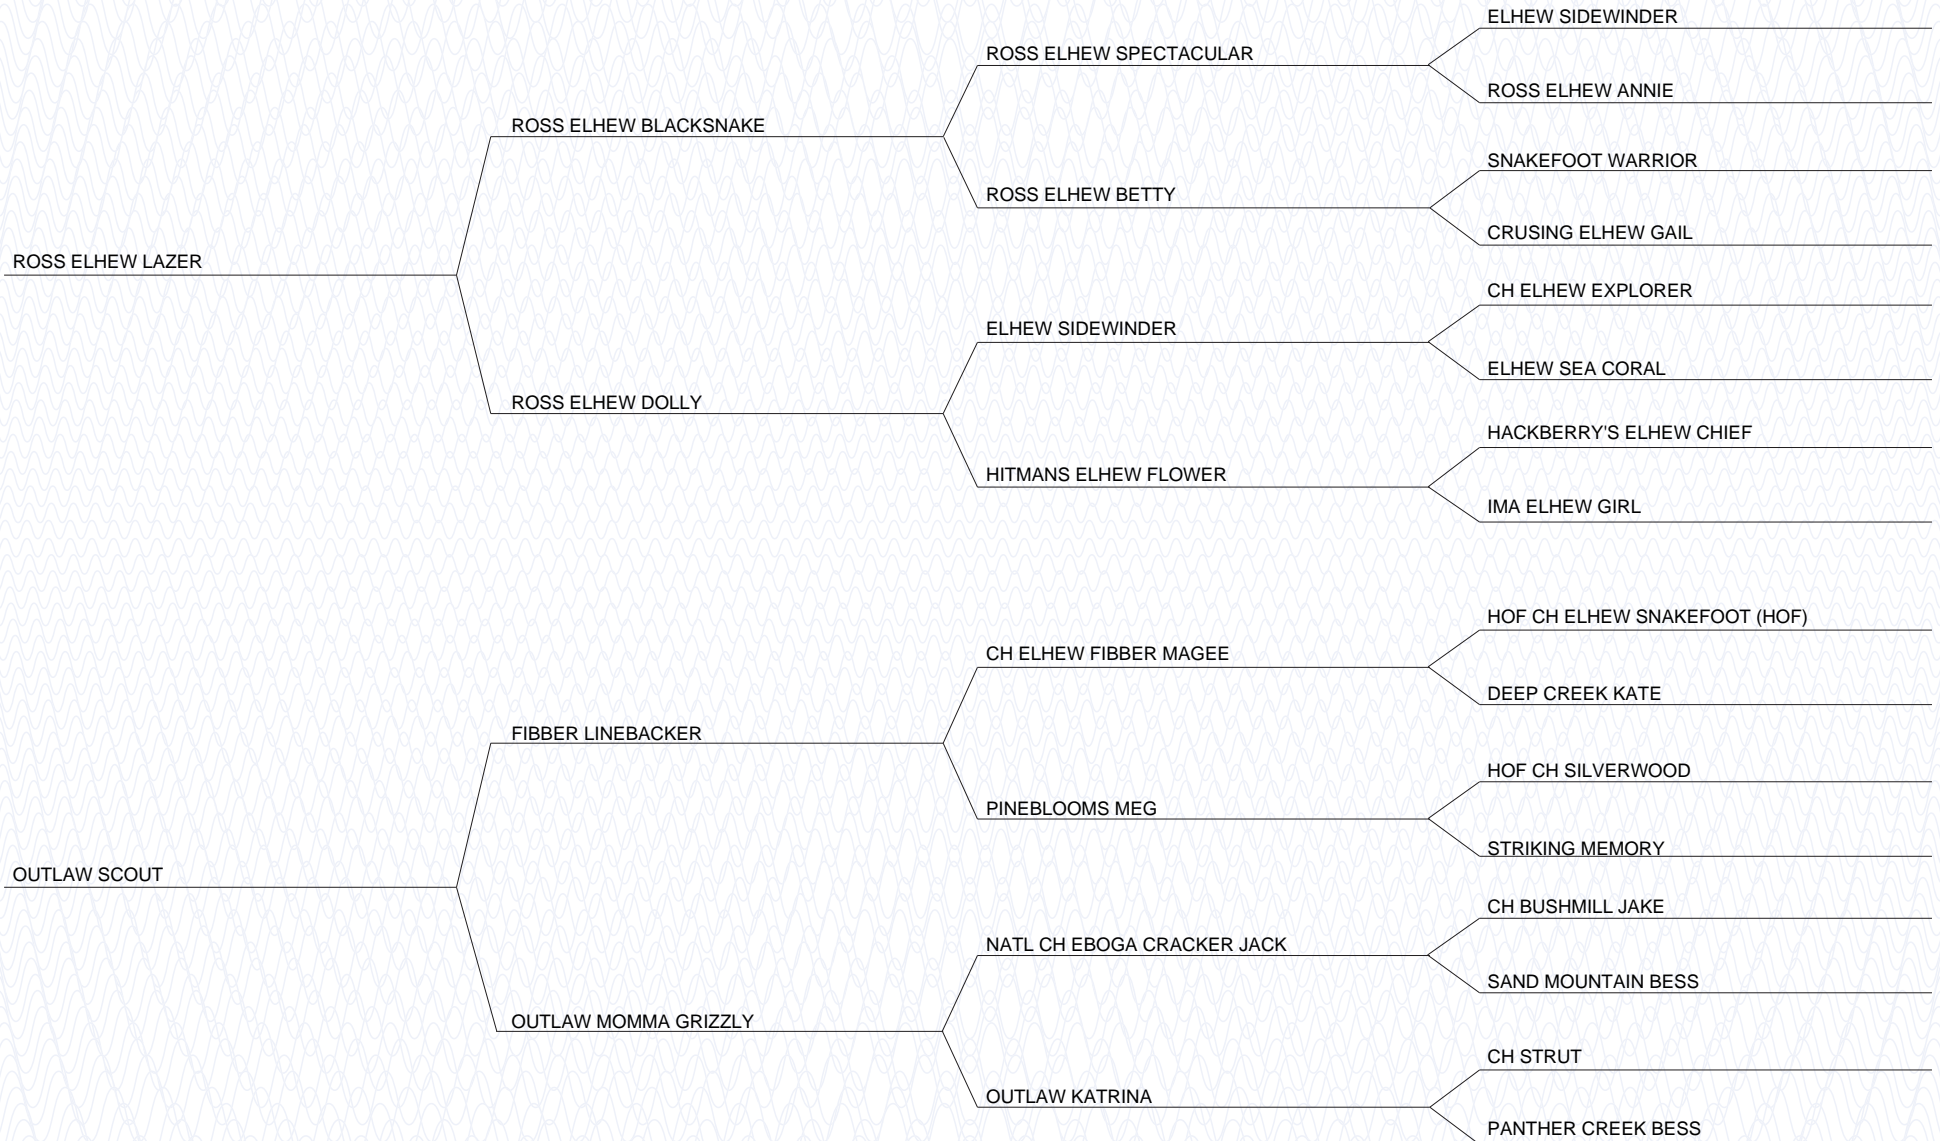 ELHEW SIDEWINDER
ROSS ELHEW SPECTACULAR
ROSS ELHEW ANNIE
ROSS ELHEW BLACKSNAKE
SNAKEFOOT WARRIOR
ROSS ELHEW BETTY
CRUSING ELHEW GAIL
ROSS ELHEW LAZER
CH ELHEW EXPLORER
ELHEW SIDEWINDER
ELHEW SEA CORAL
ROSS ELHEW DOLLY
HACKBERRY'S ELHEW CHIEF
HITMANS ELHEW FLOWER
IMA ELHEW GIRL
HOF CH ELHEW SNAKEFOOT (HOF)
CH ELHEW FIBBER MAGEE
DEEP CREEK KATE
FIBBER LINEBACKER
HOF CH SILVERWOOD
PINEBLOOMS MEG
STRIKING MEMORY
OUTLAW SCOUT
CH BUSHMILL JAKE
NATL CH EBOGA CRACKER JACK
SAND MOUNTAIN BESS
OUTLAW MOMMA GRIZZLY
CH STRUT
OUTLAW KATRINA
PANTHER CREEK BESS